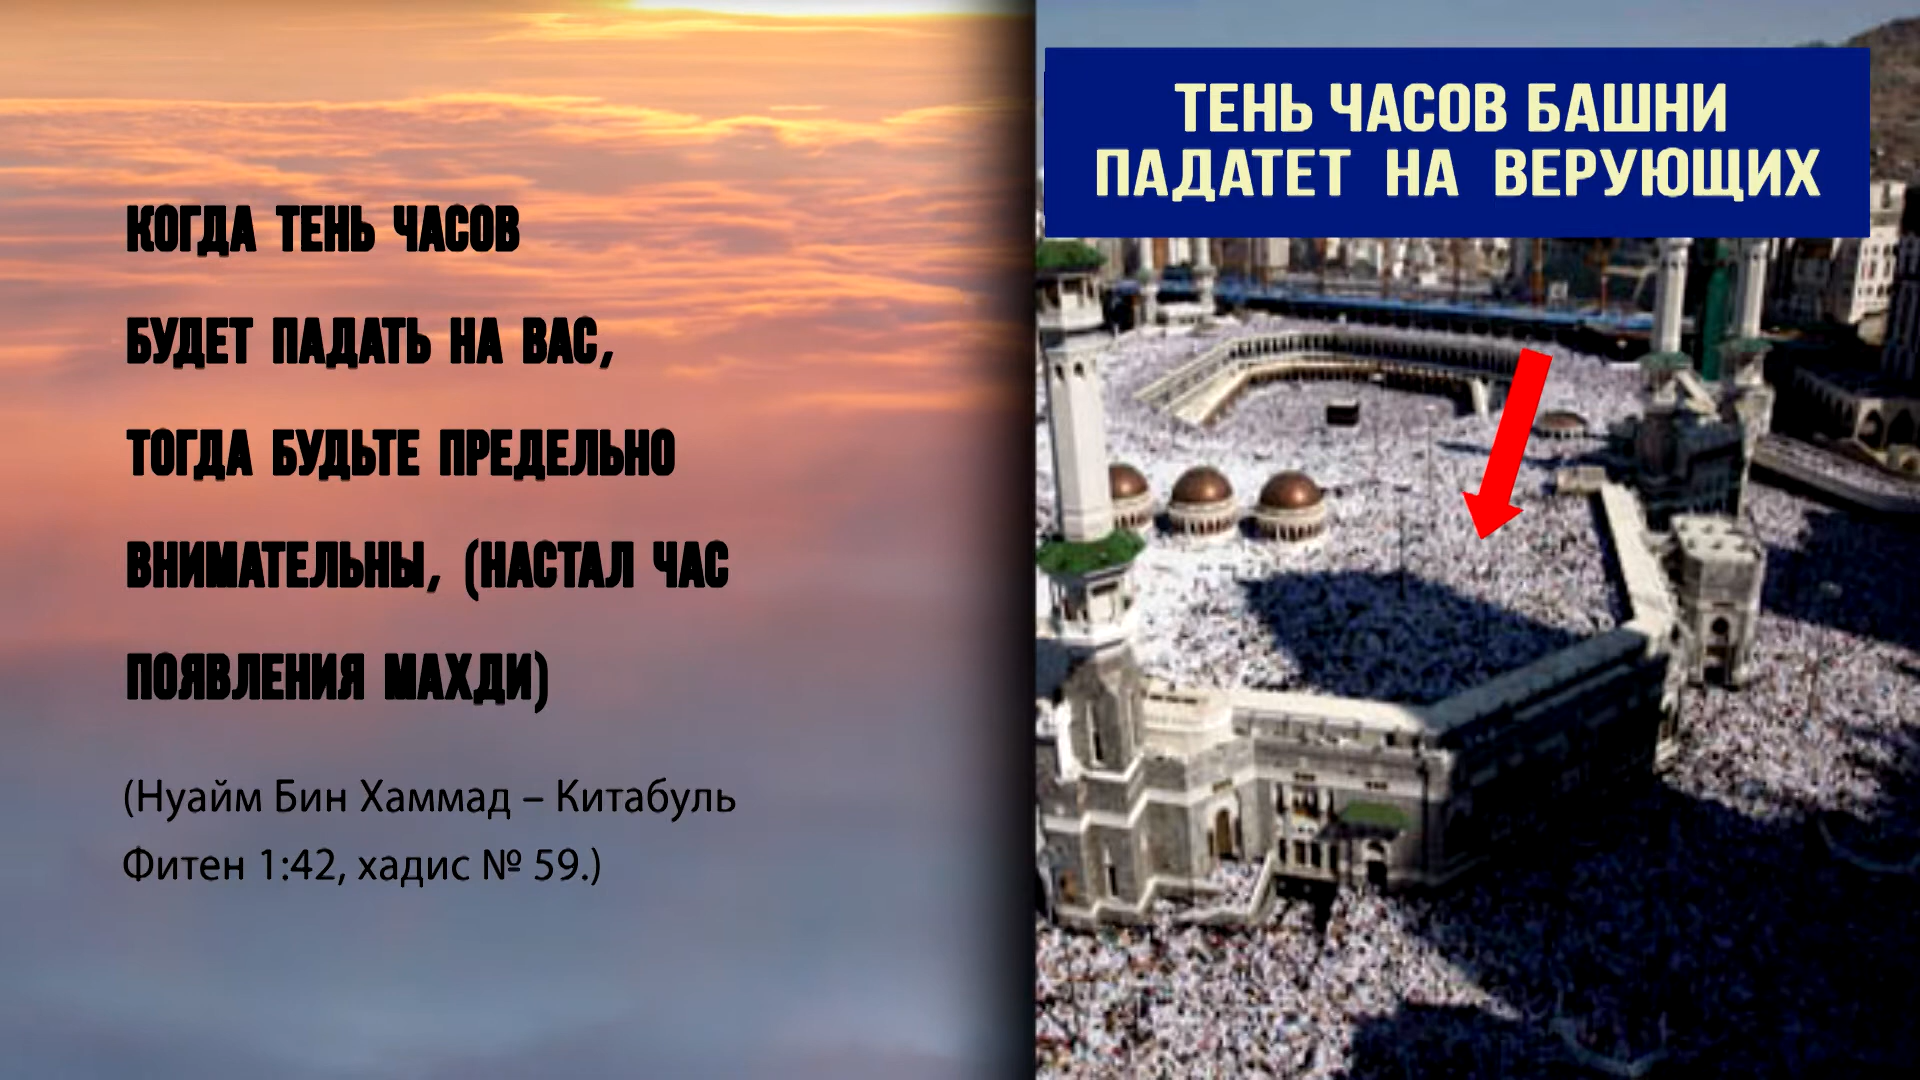 КОГДА ТЕНЬ ЧАСОВ
БУДЕТ ПАДАТЬ НА ВАС,
ТОГДА БУДЬТЕ ПРЕДЕЛЬНО
ВНИМАТЕЛЬНЫ, (НАСТАЛ ЧАС
ПОЯВЛЕНИЯ МАХДИ)
(Нуайм Бин Хаммад – Китабуль
Фитен 1:42, хадис № 59.)
ТЕНЬ ЧАСОВ БАШНИ
ПАДАТЕТ НА ВЕРУЮЩИХ